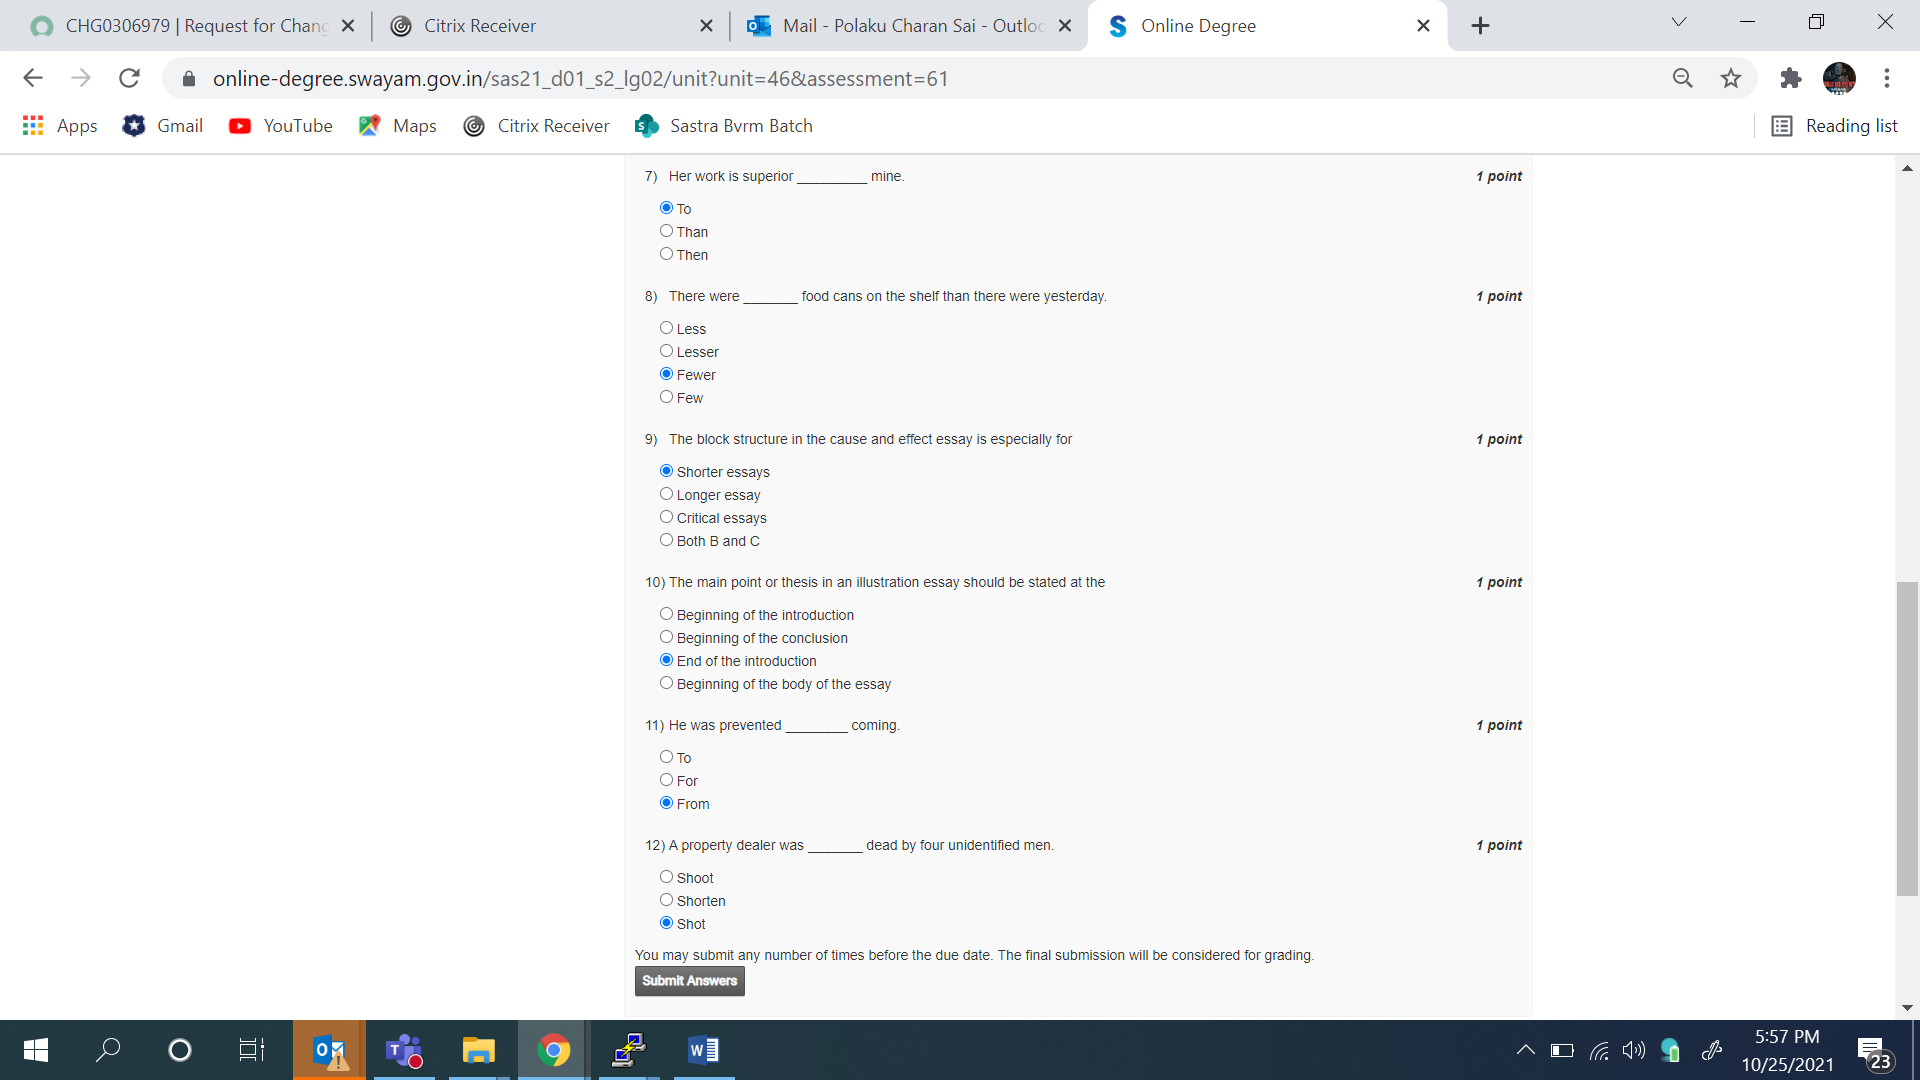 CHG0306979 | Request for Chang
Citrix Receiver
Mail - Polaku Charan Sai - Outloo
Online Degree
online-degree.swayam.gov.in/sas21_d01_s2_lg02/unit?unit=46&assessment=61
Apps
Gmail
YouTube
Maps
Citrix Receiver
Sastra Bvrm Batch
Reading list
7) Her work is superior _________ mine.
1 point
To
Than
Then
8) There were _______ food cans on the shelf than there were yesterday.
1 point
Less
Lesser
Fewer
Few
9) The block structure in the cause and effect essay is especially for
1 point
Shorter essays
Longer essay
Critical essays
Both B and C
10) The main point or thesis in an illustration essay should be stated at the
1 point
Beginning of the introduction
Beginning of the conclusion
End of the introduction
Beginning of the body of the essay
11) He was prevented ________ coming.
1 point
To
For
From
12) A property dealer was _______ dead by four unidentified men.
1 point
Shoot
Shorten
Shot
You may submit any number of times before the due date. The final submission will be considered for grading.
Submit Answers
5:57 PM
10/25/2021
23